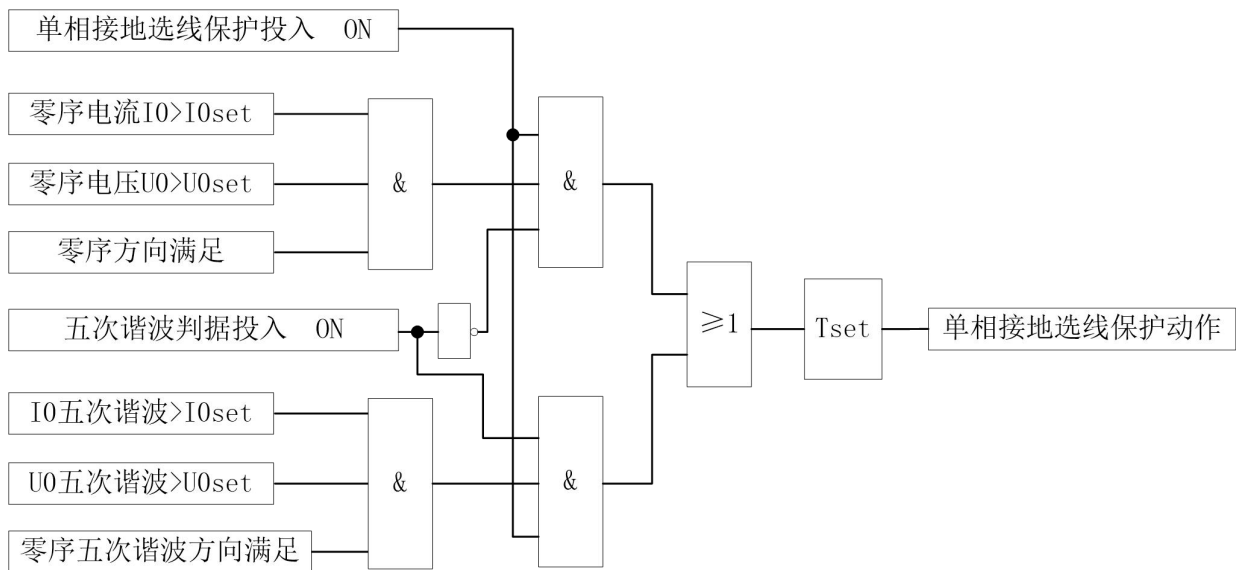 单相接地选线保护投入 ON
零序电流I0>I0set
零序电压U0>U0set
零序方向满足
五次谐波判据投入 ON
I0五次谐波>I0set
U0五次谐波>U0set
零序五次谐波方向满足
&
&
&
&
≥1
Tset
单相接地选线保护动作